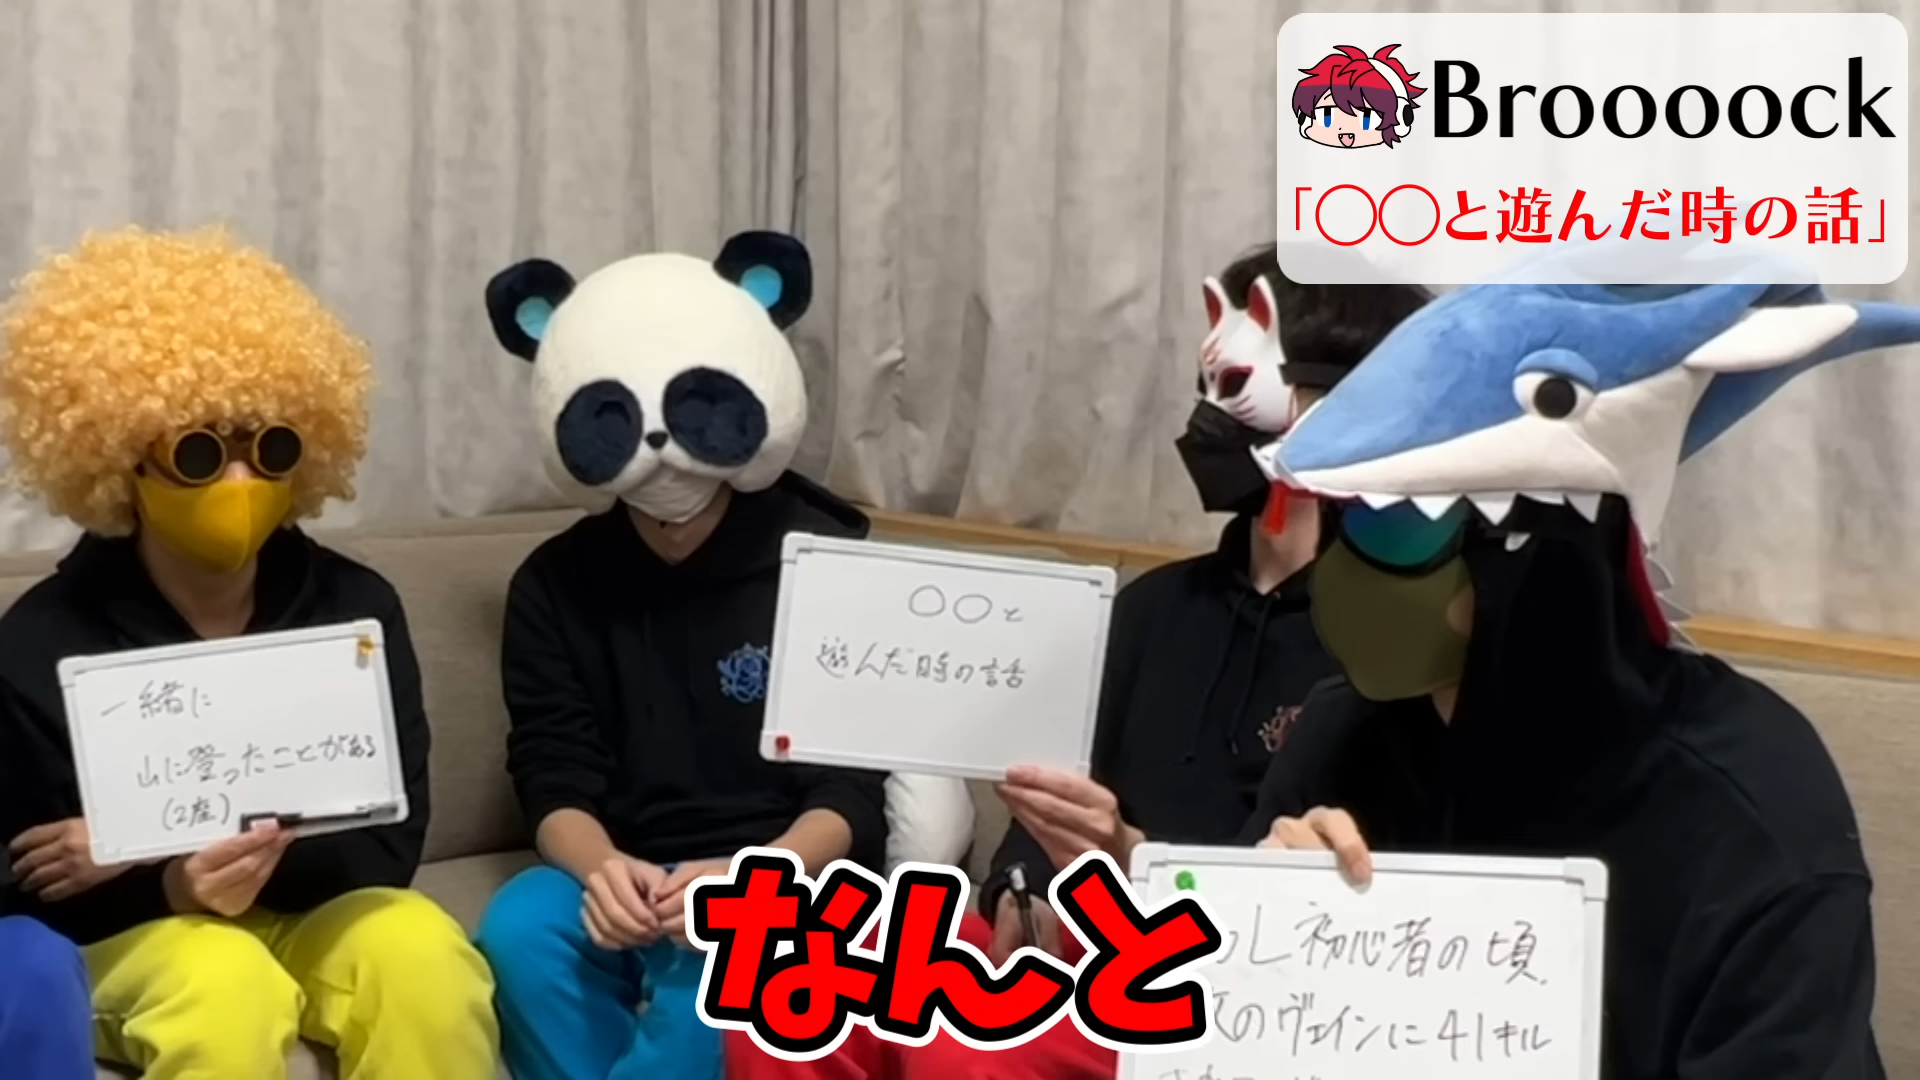 Broooock
「〇〇と遊んだ時の話」
一緒に
山に登ったことがある
(2座)
〇〇と
遊んだ時の話
し初心者の頃
のヴェインに41キル
なんと